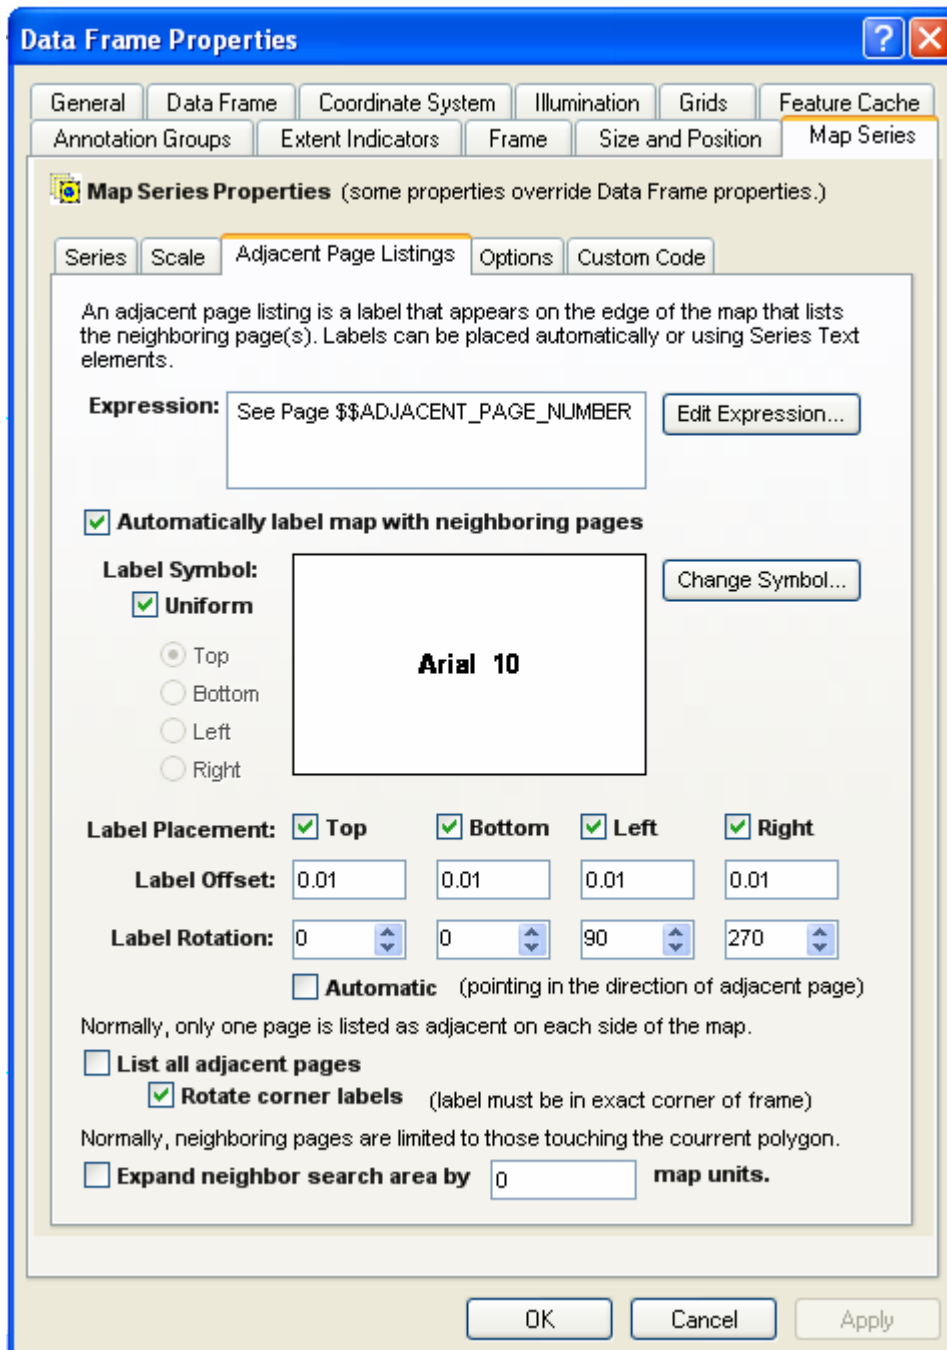 Data Frame Properties
General Data Frame Coordinate System Illumination Grids Feature Cache
Annotation Groups Extent Indicators Frame Size and Position Map Series
Map Series Properties (some properties override Data Frame properties.)
Series Scale Adjacent Page Listings Options Custom Code
An adjacent page listing is a label that appears on the edge of the map that lists
the neighboring page(s). Labels can be placed automatically or using Series Text
elements.
Expression: See Page $$ADJACENT_PAGE_NUMBER Edit Expression...
Automatically label map with neighboring pages
Label Symbol: Change Symbol...
Uniform
Top
Arial 10
Bottom
Left
Right
Label Placement: Top Bottom Left Right
Label Offset: 0.01 0.01 0.01 0.01
Label Rotation: 0 0 90 270
Automatic (pointing in the direction of adjacent page)
Normally, only one page is listed as adjacent on each side of the map.
List all adjacent pages
Rotate corner labels (label must be in exact corner of frame)
Normally, neighboring pages are limited to those touching the courrent polygon.
Expand neighbor search area by 0 map units.
OK Cancel Apply